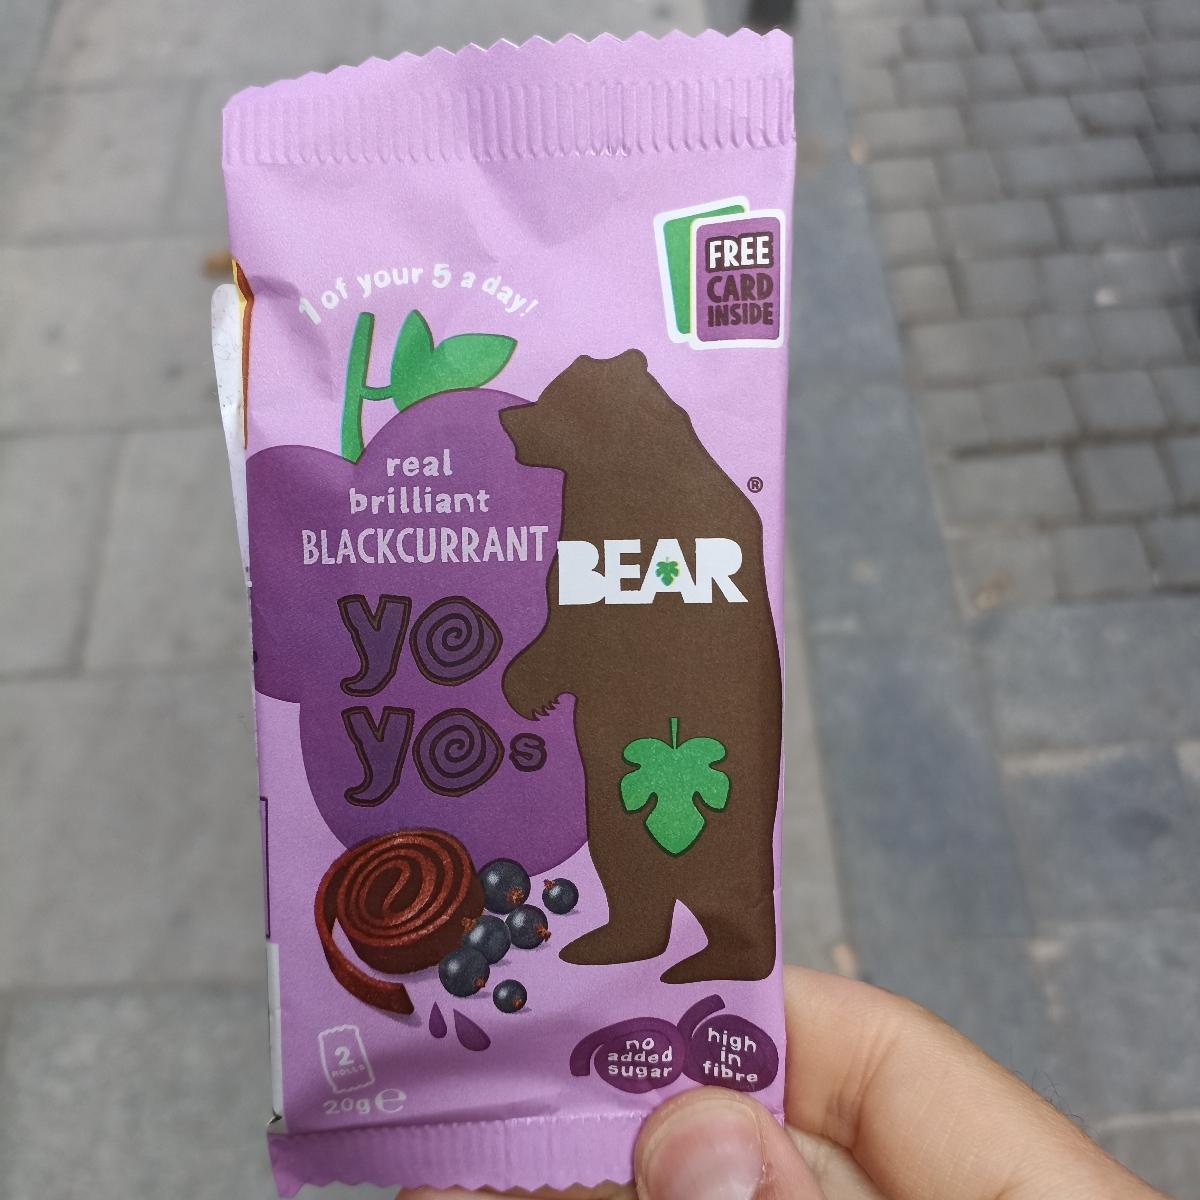 1 of your 5 a day!
FREE
CARD
INSIDE
real
brilliant
BLACKCURRANT
yo
yos
BEAR
®
2
ROLLS
20g℮
no
added
sugar
high
in
fibre